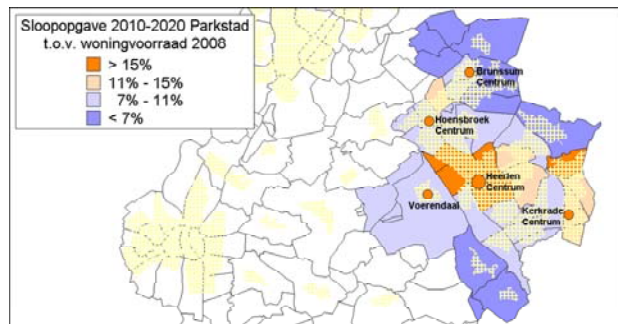 Sloopopgave 2010-2020 Parkstad
t.o.v. woningvoorraad 2008
> 15%
11% - 15%
7% - 11%
< 7%
Brunssum
Centrum
Hoensbroek
Centrum
Heerlen
Centrum
Voerendaal
Kerkrade
Centrum